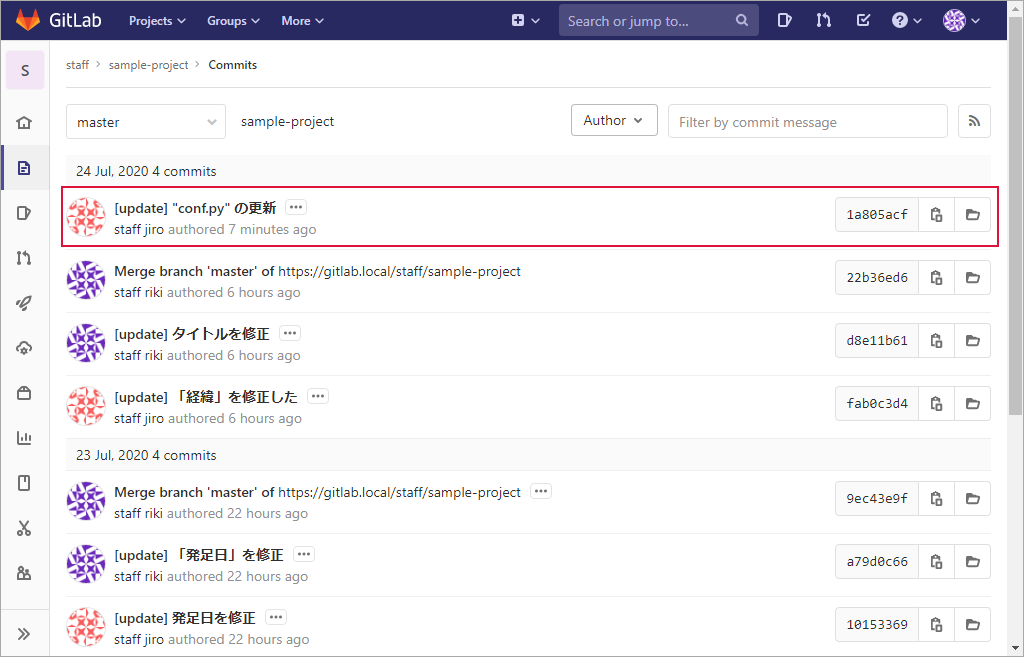 GitLab Projects Groups More Search or jump to...
S
staff > sample-project > Commits
master sample-project Author Filter by commit message
24 Jul, 2020 4 commits
[update] "conf.py" の更新 ...
1a805acf
staff jiro authored 7 minutes ago
Merge branch 'master' of https://gitlab.local/staff/sample-project
22b36ed6
staff riki authored 6 hours ago
[update] タイトルを修正 ...
d8e11b61
staff riki authored 6 hours ago
[update] 「経緯」を修正した ...
fab0c3d4
staff jiro authored 6 hours ago
23 Jul, 2020 4 commits
Merge branch 'master' of https://gitlab.local/staff/sample-project ...
9ec43e9f
staff riki authored 22 hours ago
[update] 「発足日」を修正 ...
a79d0c66
staff riki authored 22 hours ago
[update] 発足日を修正 ...
10153369
staff jiro authored 22 hours ago